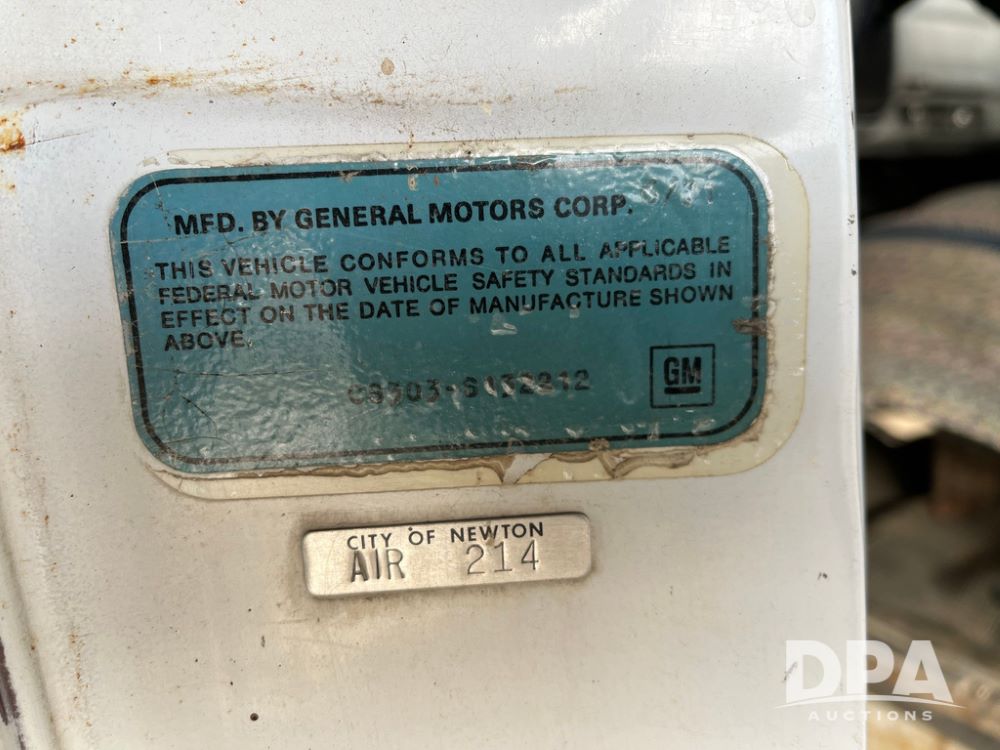 MFD. BY GENERAL MOTORS CORP.
THIS VEHICLE CONFORMS TO ALL APPLICABLE
FEDERAL MOTOR VEHICLE SAFETY STANDARDS IN
EFFECT ON THE DATE OF MANUFACTURE SHOWN
ABOVE.
GM
CITY OF NEWTON
AIR 214
DPA
AUCTIONS